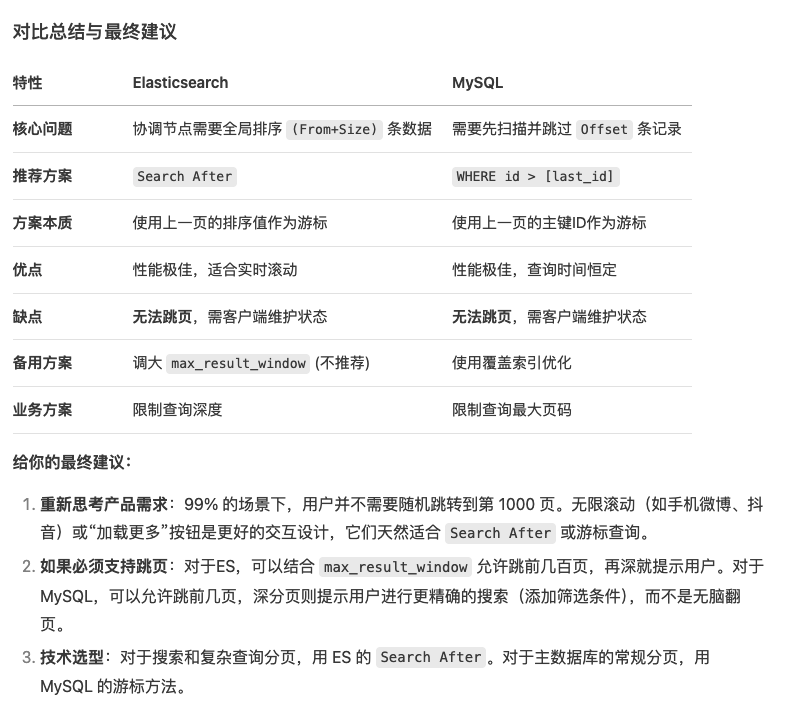 对比总结与最终建议
特性 Elasticsearch MySQL
核心问题 协调节点需要全局排序 (From+Size) 条数据 需要先扫描并跳过 Offset 条记录
推荐方案 Search After WHERE id > [last_id]
方案本质 使用上一页的排序值作为游标 使用上一页的主键ID作为游标
优点 性能极佳，适合实时滚动 性能极佳，查询时间恒定
缺点 无法跳页，需客户端维护状态 无法跳页，需客户端维护状态
备用方案 调大 max_result_window (不推荐) 使用覆盖索引优化
业务方案 限制查询深度 限制查询最大页码
给你的最终建议：
1. 重新思考产品需求：99% 的场景下，用户并不需要随机跳转到第 1000 页。无限滚动（如手机微博、抖
音）或“加载更多”按钮是更好的交互设计，它们天然适合 Search After 或游标查询。
2. 如果必须支持跳页：对于ES，可以结合 max_result_window 允许跳前几百页，再深就提示用户。对于
MySQL，可以允许跳前几页，深分页则提示用户进行更精确的搜索（添加筛选条件），而不是无脑翻
页。
3. 技术选型：对于搜索和复杂查询分页，用 ES 的 Search After。对于主数据库的常规分页，用
MySQL 的游标方法。